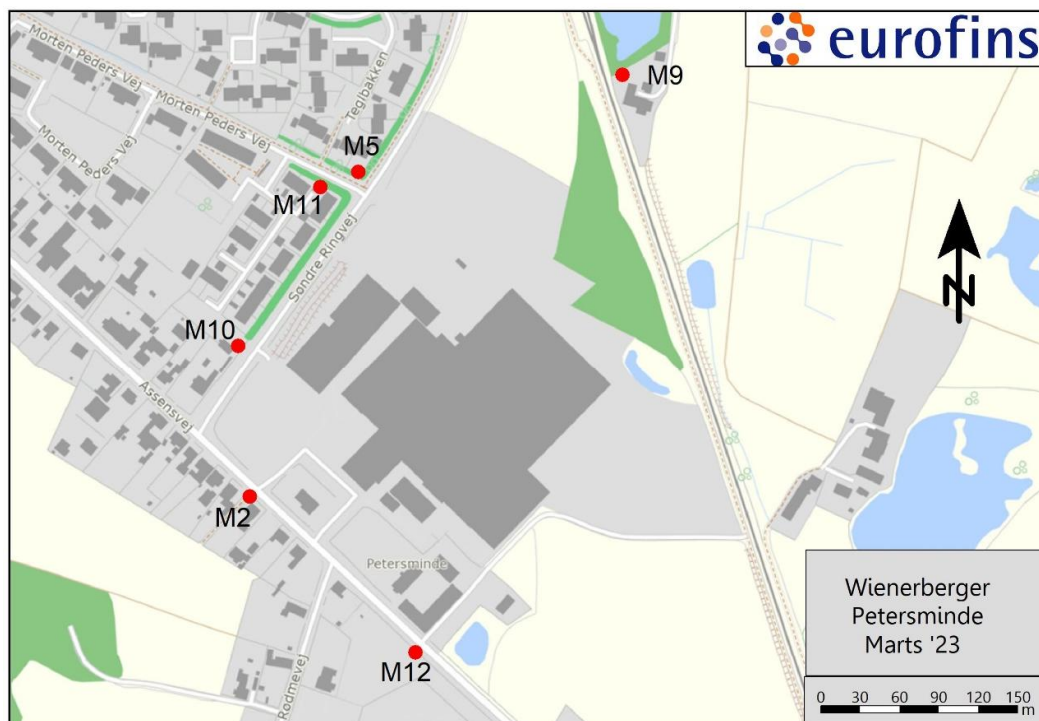 eurofins
Morten Peders Vej
Morten Peders Vej
Morten Peders Vej
Teglbakken
M9
M5
M11
Søndre Ringvej
M10
N
Assensvej
M2
Petersminde
M12
Rødmevej
Wienerberger
Petersminde
Marts '23
0 30 60 90 120 150
m